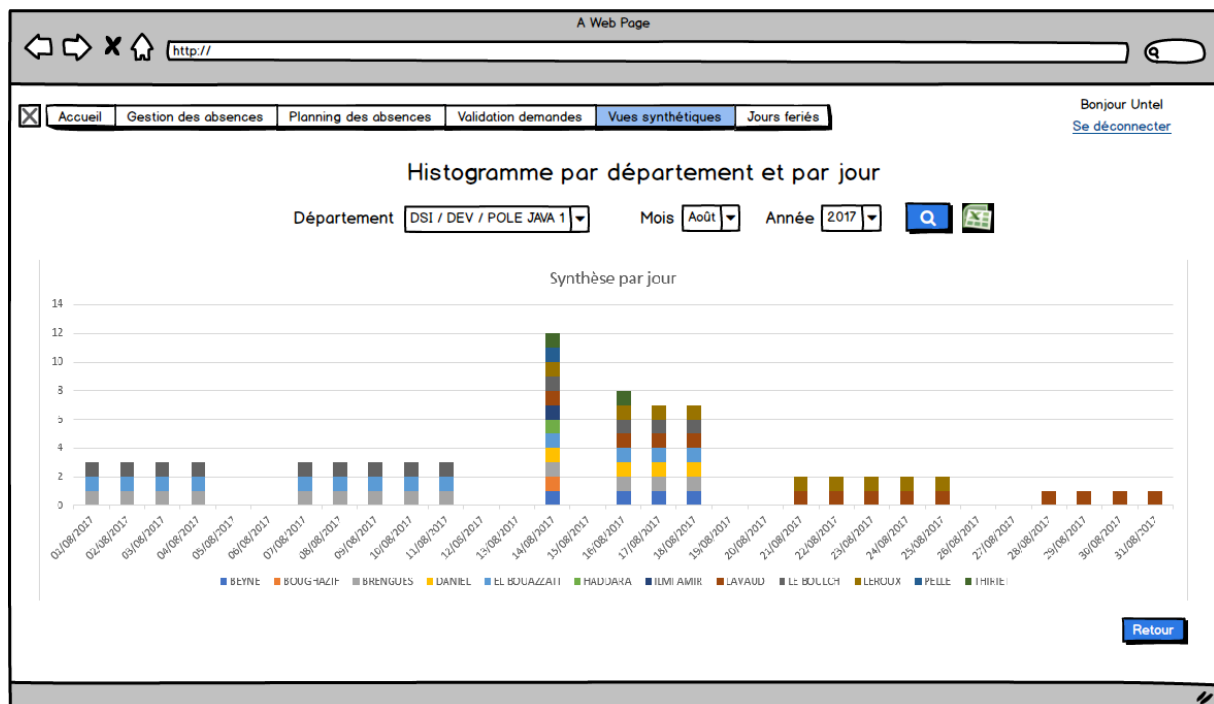 A Web Page
http://
Accueil Gestion des absences Planning des absences Validation demandes Vues synthétiques Jours feriés
Bonjour Untel
Se déconnecter
Histogramme par département et par jour
Département DSI / DEV / POLE JAVA 1 Mois Août Année 2017
Synthèse par jour
14
12
10
8
6
4
2
0
01/08/2017 02/08/2017 03/08/2017 04/08/2017 05/08/2017 06/08/2017 07/08/2017 08/08/2017 09/08/2017 10/08/2017 11/08/2017 12/08/2017 13/08/2017 14/08/2017 15/08/2017 16/08/2017 17/08/2017 18/08/2017 19/08/2017 20/08/2017 21/08/2017 22/08/2017 23/08/2017 24/08/2017 25/08/2017 26/08/2017 27/08/2017 28/08/2017 29/08/2017 30/08/2017 31/08/2017
BEYNE BOUGHAZIF BRENGUES DANIEL EL BOUAZZATI HADDARA ILMI AMIR LAVAUD LE BOULCH LEROUX PELLE THIRIET
Retour